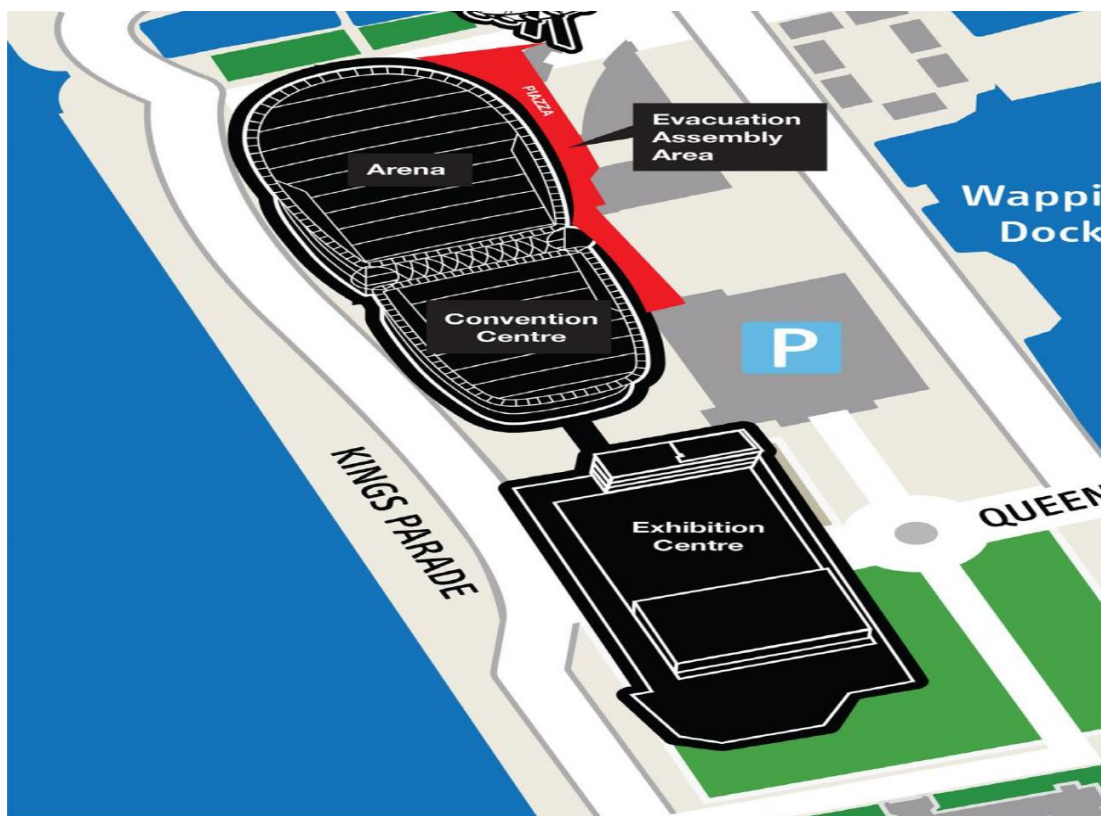 PIAZZA
Evacuation
Assembly
Area
Arena
Wappi
Dock
Convention
Centre
P
KINGS PARADE
Exhibition
Centre
QUEEN